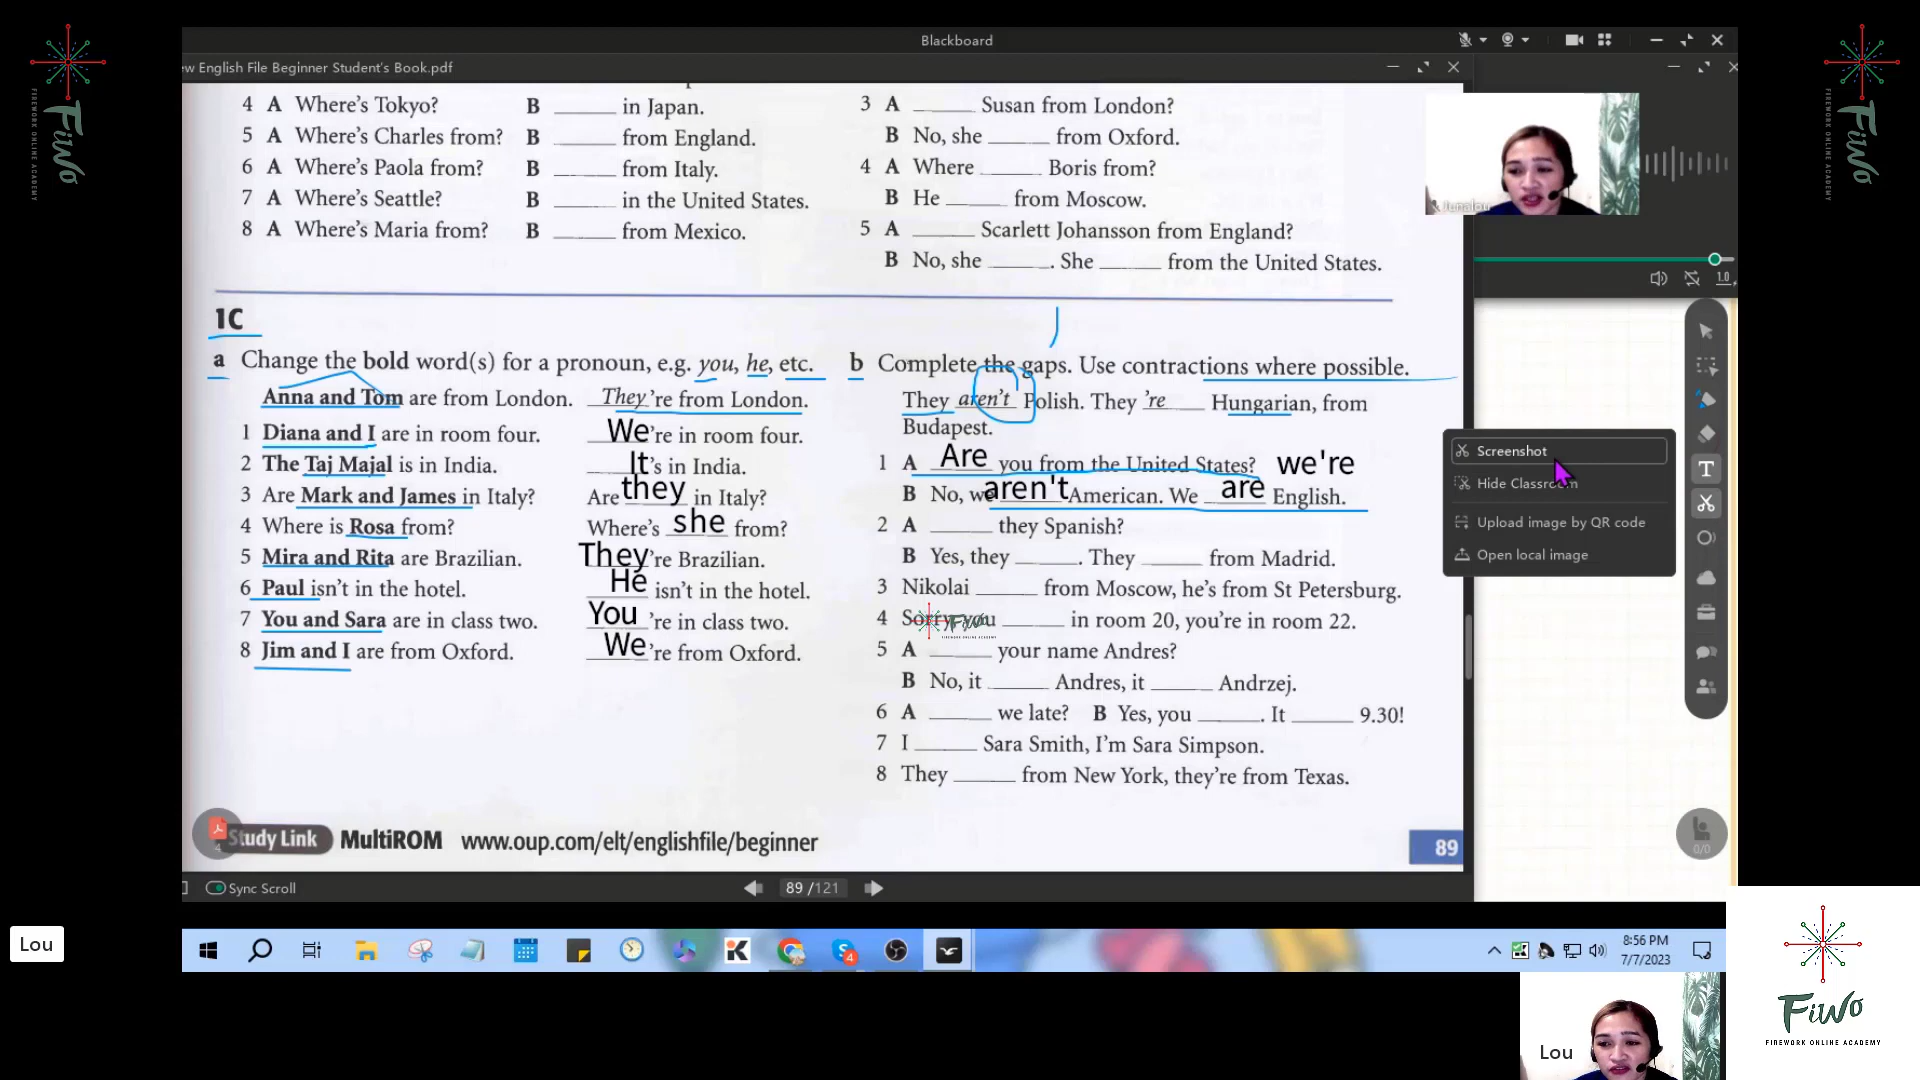 Blackboard
ew English File Beginner Student's Book.pdf
4 A Where's Tokyo? B ______ in Japan.
5 A Where's Charles from? B ______ from England.
6 A Where's Paola from? B ______ from Italy.
7 A Where's Seattle? B ______ in the United States.
8 A Where's Maria from? B ______ from Mexico.
3 A ______ Susan from London?
B No, she ______ from Oxford.
4 A Where ______ Boris from?
B He ______ from Moscow.
5 A ______ Scarlett Johansson from England?
B No, she ______. She ______ from the United States.
Junalou
1.0
1C
a Change the bold word(s) for a pronoun, e.g. you, he, etc.
Anna and Tom are from London. They're from London.
1 Diana and I are in room four. We're in room four.
2 The Taj Majal is in India. It's in India.
3 Are Mark and James in Italy? Are they in Italy?
4 Where is Rosa from? Where's she from?
5 Mira and Rita are Brazilian. They're Brazilian.
6 Paul isn't in the hotel. He isn't in the hotel.
7 You and Sara are in class two. You're in class two.
8 Jim and I are from Oxford. We're from Oxford.
b Complete the gaps. Use contractions where possible.
They aren't Polish. They 're Hungarian, from
Budapest.
1 A Are you from the United States? we're
B No, we aren't American. We are English.
2 A ______ they Spanish?
B Yes, they ______. They ______ from Madrid.
3 Nikolai ______ from Moscow, he's from St Petersburg.
4 Sorry, you ______ in room 20, you're in room 22.
5 A ______ your name Andres?
B No, it ______ Andres, it ______ Andrzej.
6 A ______ we late? B Yes, you ______. It ______ 9.30!
7 I ______ Sara Smith, I'm Sara Simpson.
8 They ______ from New York, they're from Texas.
Screenshot
Hide Classroom
Upload image by QR code
Open local image
0/0
Study Link MultiROM www.oup.com/elt/englishfile/beginner
89
Sync Scroll
89 /121
Lou
4
8:56 PM
7/7/2023
Lou
FiWo
FIREWORK ONLINE ACADEMY
FiWo
FIREWORK ONLINE ACADEMY
FiWo
FIREWORK ONLINE ACADEMY
FiWo